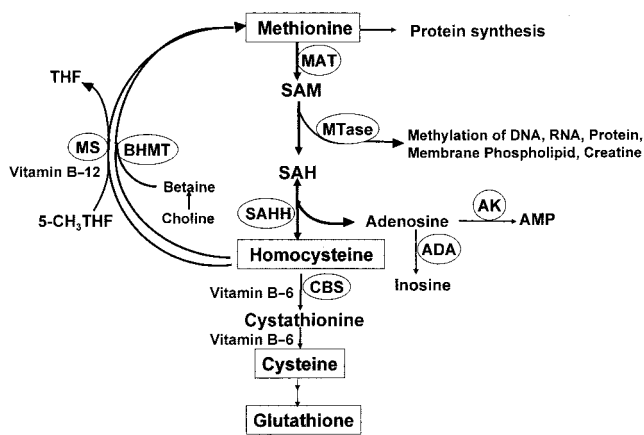 Methionine
Protein synthesis
MAT
THF
SAM
MTase
Methylation of DNA, RNA, Protein,
Membrane Phospholipid, Creatine
MS
BHMT
Vitamin B-12
SAH
Betaine
Choline
5-CH₃THF
SAHH
Adenosine
AK
AMP
ADA
Homocysteine
Inosine
Vitamin B-6
CBS
Cystathionine
Vitamin B-6
Cysteine
Glutathione